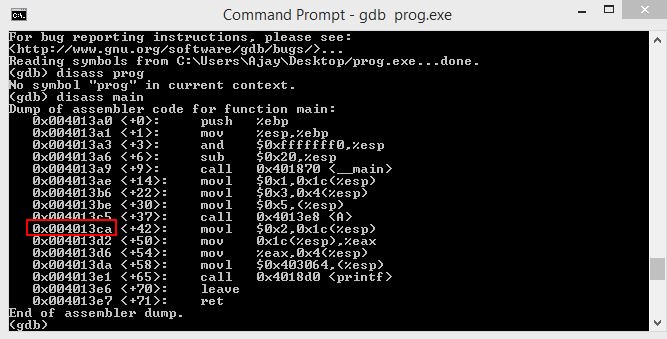 Command Prompt - gdb prog.exe
For bug reporting instructions, please see:
<http://www.gnu.org/software/gdb/bugs/>...
Reading symbols from C:\Users\Ajay\Desktop/prog.exe...done.
(gdb) disass prog
No symbol "prog" in current context.
(gdb) disass main
Dump of assembler code for function main:
0x004013a0 <+0>: push %ebp
0x004013a1 <+1>: mov %esp,%ebp
0x004013a3 <+3>: and $0xfffffff0,%esp
0x004013a6 <+6>: sub $0x20,%esp
0x004013a9 <+9>: call 0x401870 <__main>
0x004013ae <+14>: movl $0x1,0x1c(%esp)
0x004013b6 <+22>: movl $0x3,0x4(%esp)
0x004013be <+30>: movl $0x5,(%esp)
0x004013c5 <+37>: call 0x4013e8 <A>
0x004013ca <+42>: movl $0x2,0x1c(%esp)
0x004013d2 <+50>: mov 0x1c(%esp),%eax
0x004013d6 <+54>: mov %eax,0x4(%esp)
0x004013da <+58>: movl $0x403064,(%esp)
0x004013e1 <+65>: call 0x4018d0 <printf>
0x004013e6 <+70>: leave
0x004013e7 <+71>: ret
End of assembler dump.
(gdb)